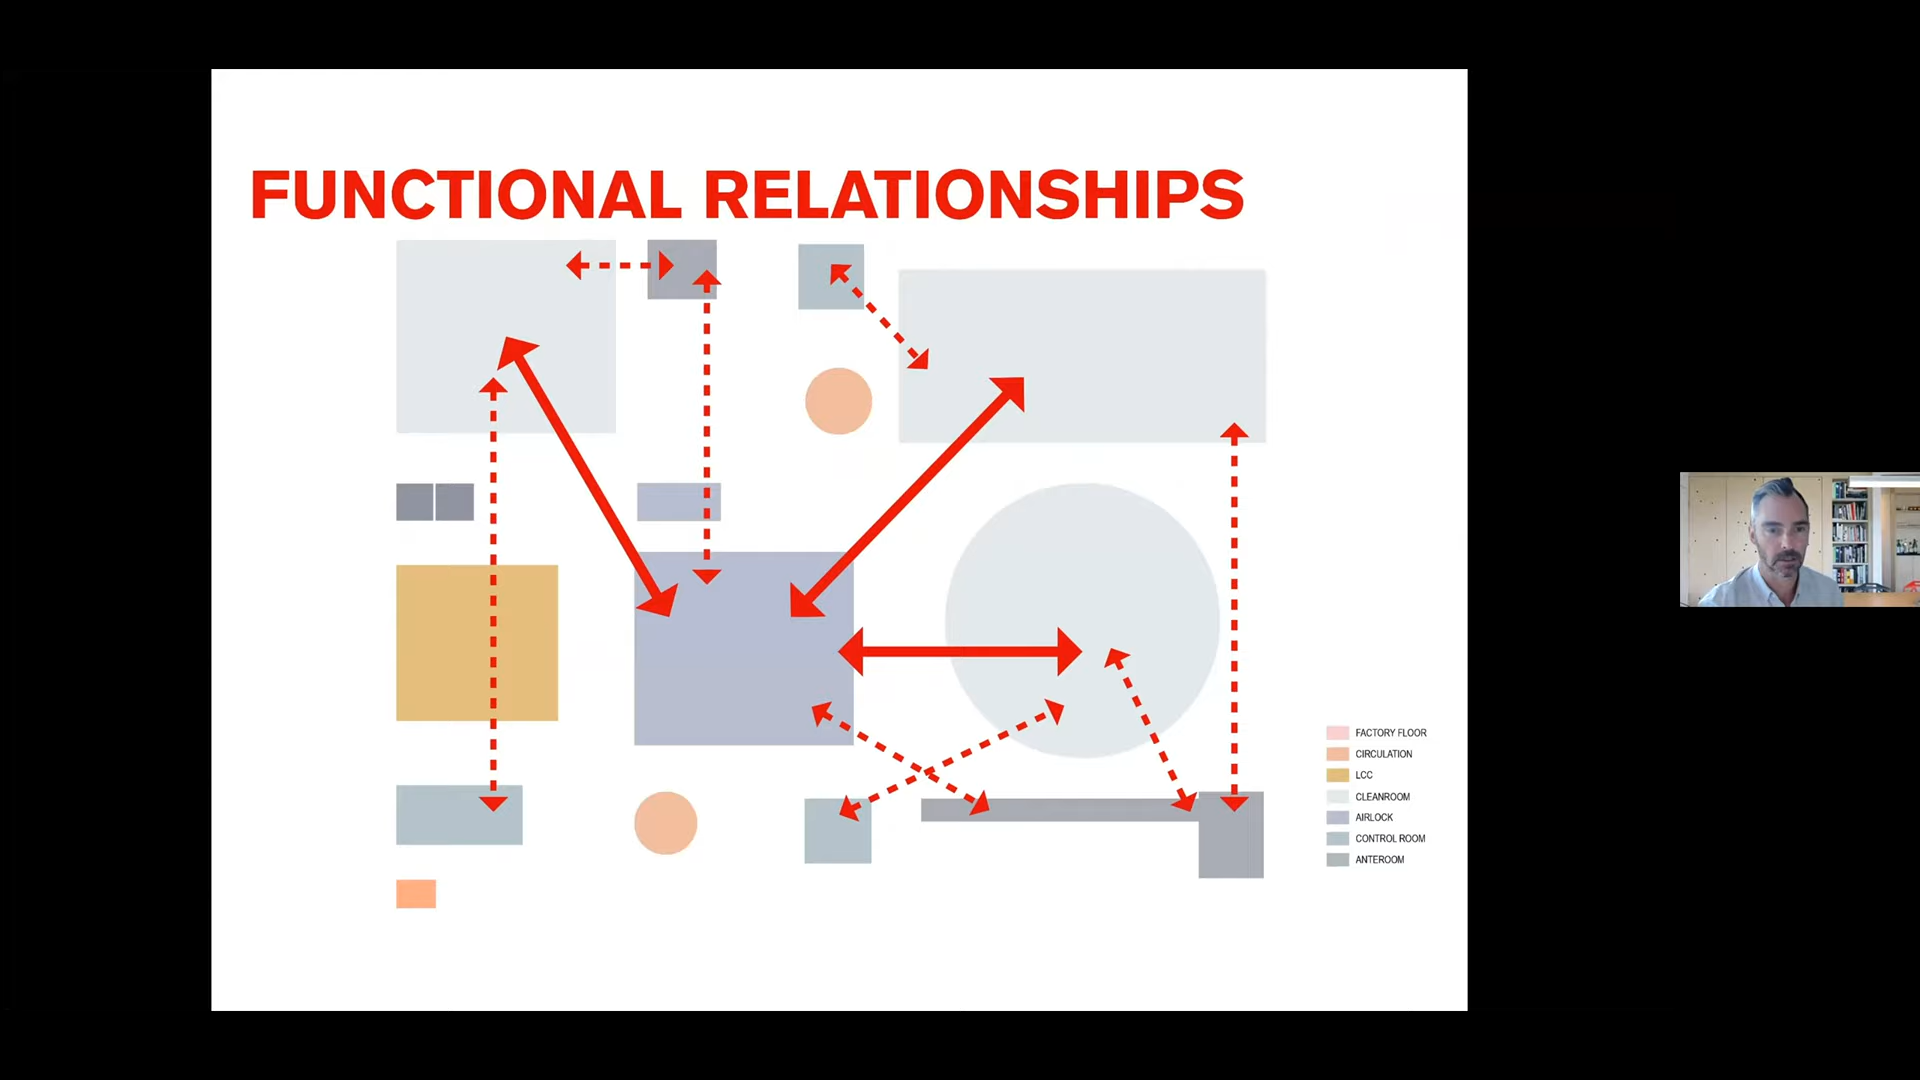 FUNCTIONAL RELATIONSHIPS
FACTORY FLOOR
CIRCULATION
LCC
CLEANROOM
AIRLOCK
CONTROL ROOM
ANTEROOM